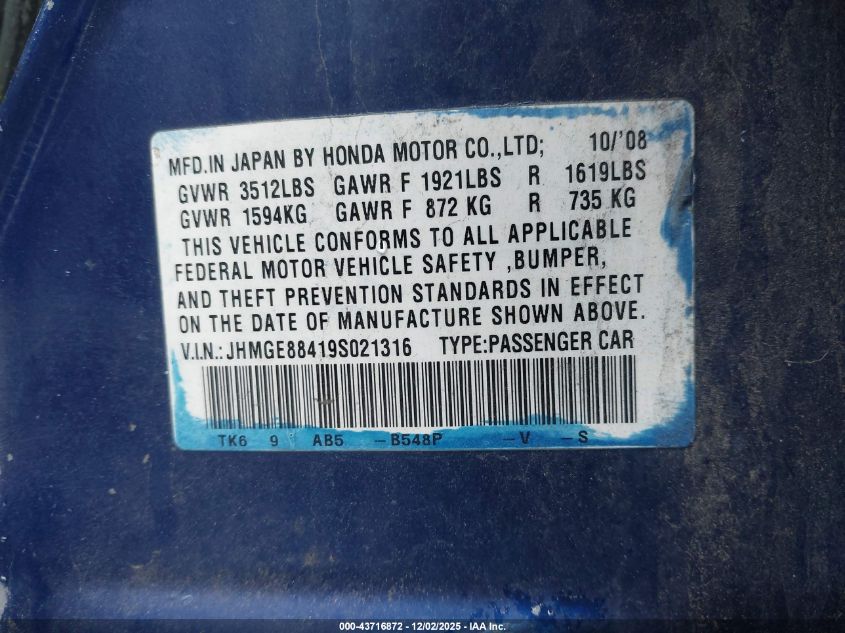 MFD.IN JAPAN BY HONDA MOTOR CO.,LTD; 10/'08
GVWR 3512LBS GAWR F 1921LBS R 1619LBS
GVWR 1594KG GAWR F 872 KG R 735 KG
THIS VEHICLE CONFORMS TO ALL APPLICABLE
FEDERAL MOTOR VEHICLE SAFETY ,BUMPER,
AND THEFT PREVENTION STANDARDS IN EFFECT
ON THE DATE OF MANUFACTURE SHOWN ABOVE.
V.I.N.: JHMGE88419S021316 TYPE:PASSENGER CAR
TK6 9 AB5 -B548P -V -S
000-43716872 - 12/02/2025 - IAA Inc.